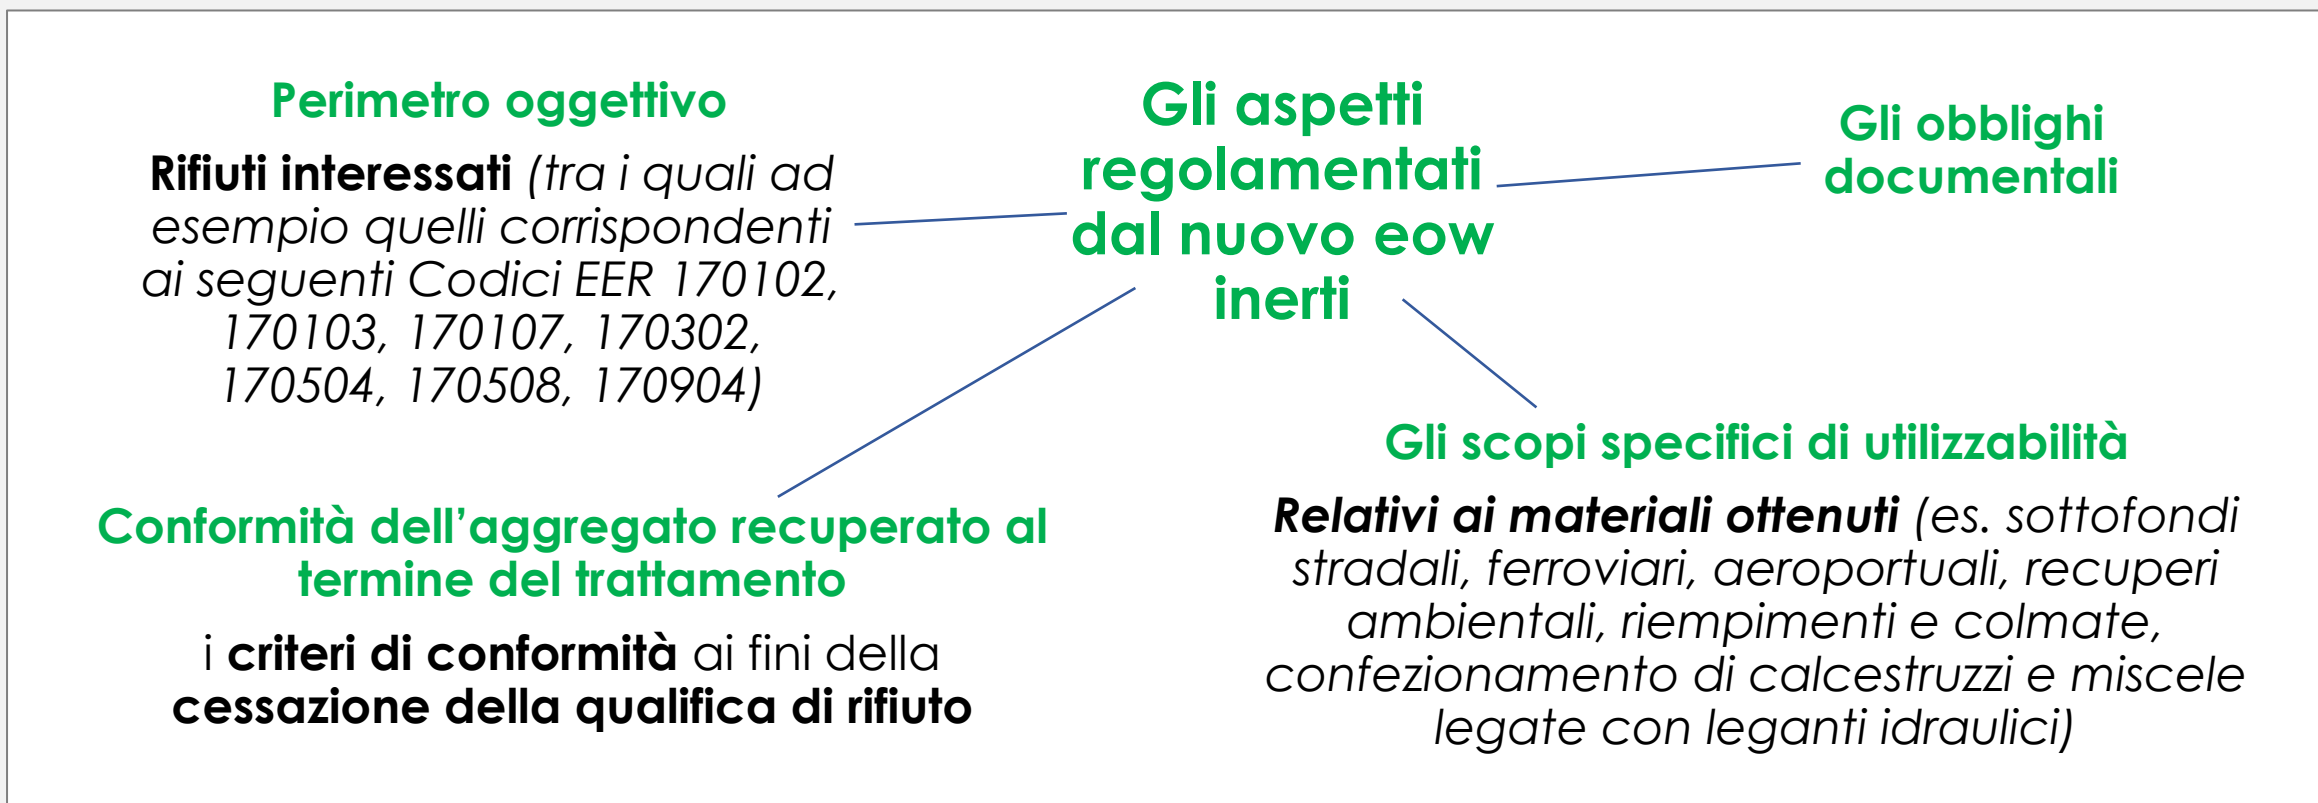 Perimetro oggettivo
Rifiuti interessati (tra i quali ad
esempio quelli corrispondenti
ai seguenti Codici EER 170102,
170103, 170107, 170302,
170504, 170508, 170904)
Gli aspetti
regolamentati
dal nuovo eow
inerti
Gli obblighi
documentali
Conformità dell’aggregato recuperato al
termine del trattamento
i criteri di conformità ai fini della
cessazione della qualifica di rifiuto
Gli scopi specifici di utilizzabilità
Relativi ai materiali ottenuti (es. sottofondi
stradali, ferroviari, aeroportuali, recuperi
ambientali, riempimenti e colmate,
confezionamento di calcestruzzi e miscele
legate con leganti idraulici)